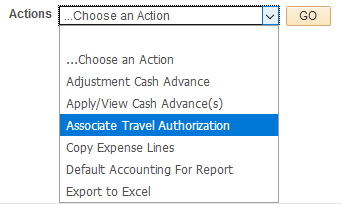 Actions ...Choose an Action GO
...Choose an Action
Adjustment Cash Advance
Apply/View Cash Advance(s)
Associate Travel Authorization
Copy Expense Lines
Default Accounting For Report
Export to Excel